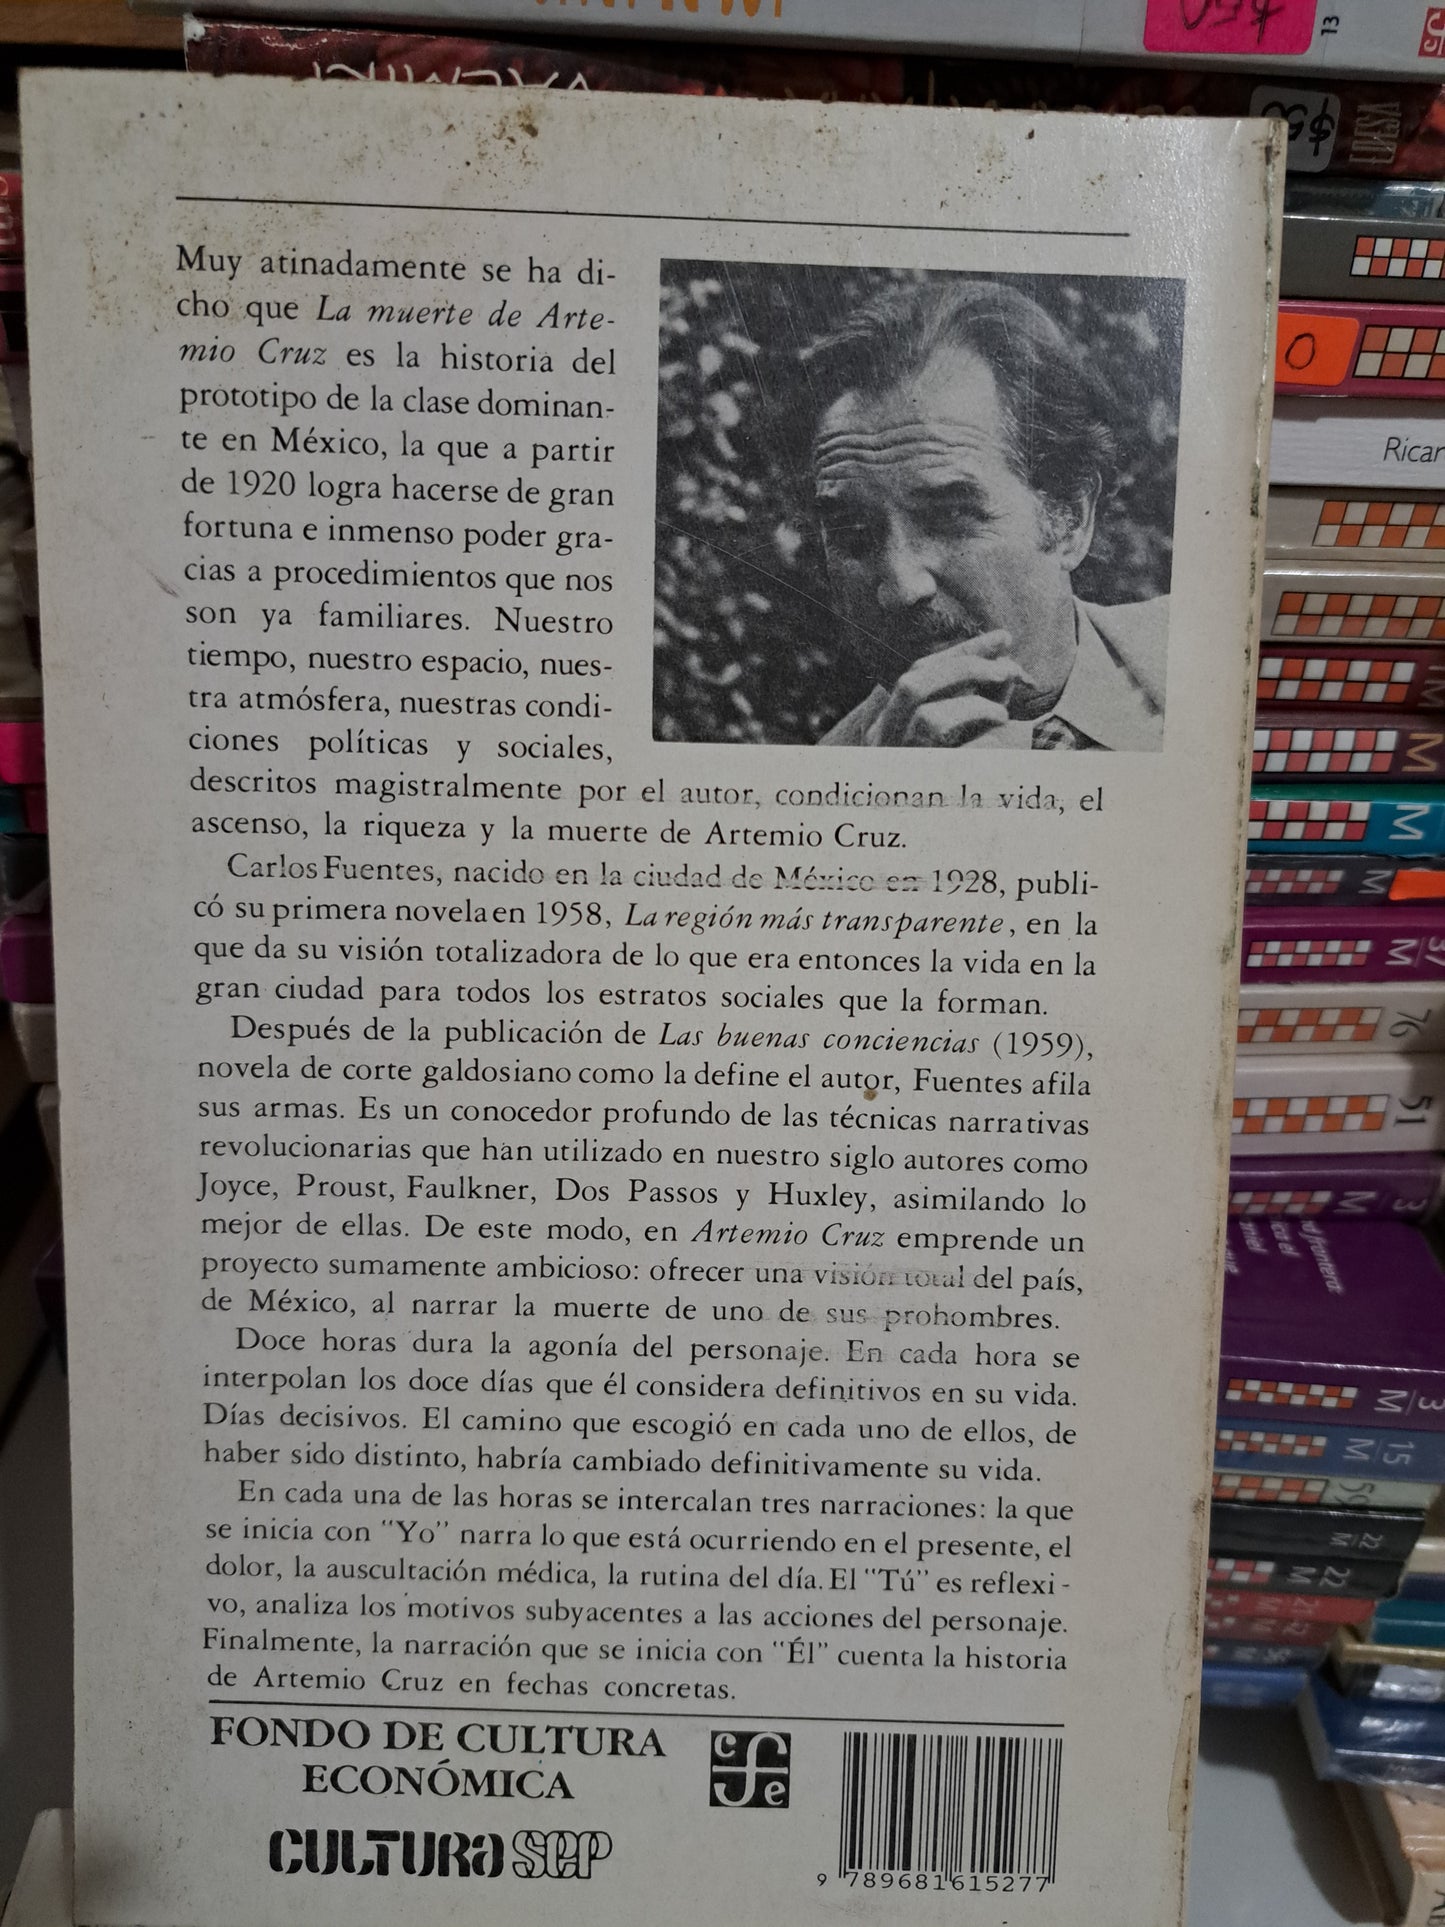 $50
13
$50
Muy atinadamente se ha di-
cho que La muerte de Arte-
mio Cruz es la historia del
prototipo de la clase dominan-
te en México, la que a partir
de 1920 logra hacerse de gran
fortuna e inmenso poder gra-
cias a procedimientos que nos
son ya familiares. Nuestro
tiempo, nuestro espacio, nues-
tra atmósfera, nuestras condi-
ciones políticas y sociales,
descritos magistralmente por el autor, condicionan la vida, el
ascenso, la riqueza y la muerte de Artemio Cruz.
Carlos Fuentes, nacido en la ciudad de México en 1928, publi-
có su primera novela en 1958, La región más transparente, en la
que da su visión totalizadora de lo que era entonces la vida en la
gran ciudad para todos los estratos sociales que la forman.
Después de la publicación de Las buenas conciencias (1959),
novela de corte galdosiano como la define el autor, Fuentes afila
sus armas. Es un conocedor profundo de las técnicas narrativas
revolucionarias que han utilizado en nuestro siglo autores como
Joyce, Proust, Faulkner, Dos Passos y Huxley, asimilando lo
mejor de ellas. De este modo, en Artemio Cruz emprende un
proyecto sumamente ambicioso: ofrecer una visión total del país,
de México, al narrar la muerte de uno de sus prohombres.
Doce horas dura la agonía del personaje. En cada hora se
interpolan los doce días que él considera definitivos en su vida.
Días decisivos. El camino que escogió en cada uno de ellos, de
haber sido distinto, habría cambiado definitivamente su vida.
En cada una de las horas se intercalan tres narraciones: la que
se inicia con "Yo" narra lo que está ocurriendo en el presente, el
dolor, la auscultación médica, la rutina del día. El "Tú" es reflexi-
vo, analiza los motivos subyacentes a las acciones del personaje.
Finalmente, la narración que se inicia con "Él" cuenta la historia
de Artemio Cruz en fechas concretas.
FONDO DE CULTURA
ECONÓMICA
cfe
CULTURA SEP
9 789681 615277
0
Ricar
M
M
M
37 M
76
51
3 M
3 M
15 M
59
22 M
22 M